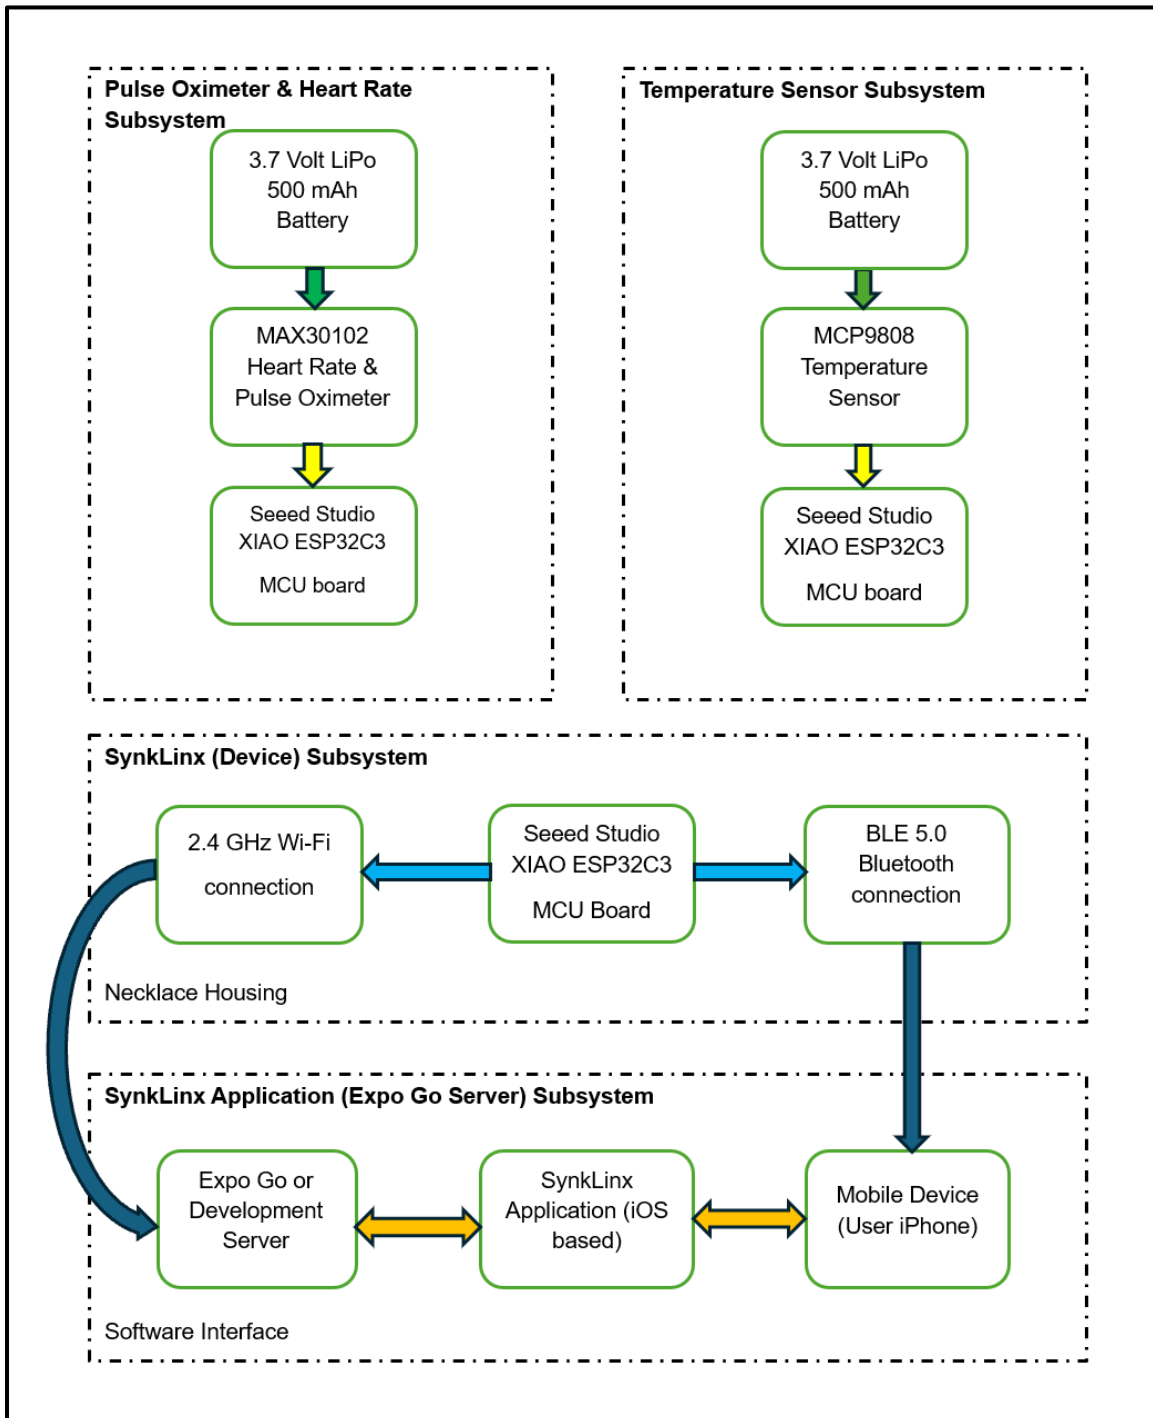 Pulse Oximeter & Heart Rate
Subsystem
3.7 Volt LiPo
500 mAh
Battery
MAX30102
Heart Rate &
Pulse Oximeter
Seeed Studio
XIAO ESP32C3
MCU board
Temperature Sensor Subsystem
3.7 Volt LiPo
500 mAh
Battery
MCP9808
Temperature
Sensor
Seeed Studio
XIAO ESP32C3
MCU board
SynkLinx (Device) Subsystem
2.4 GHz Wi-Fi
connection
Seeed Studio
XIAO ESP32C3
MCU Board
BLE 5.0
Bluetooth
connection
Necklace Housing
SynkLinx Application (Expo Go Server) Subsystem
Expo Go or
Development
Server
SynkLinx
Application (iOS
based)
Mobile Device
(User iPhone)
Software Interface